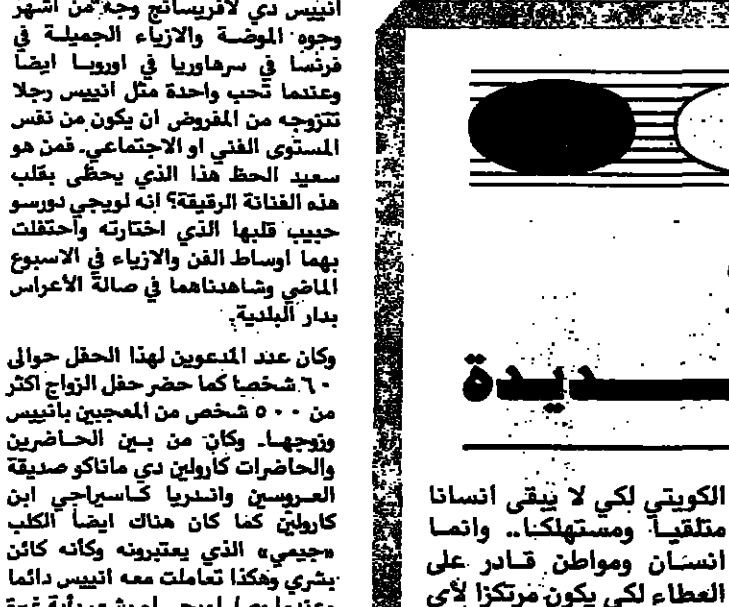 انييس دي لافريسانج وجه من اشهر
وجوه الموضة والازياء الجميلة في
فرنسا في سرهاوريا في اوروبا ايضا
وعندما تحب واحدة مثل انييس رجلا
تتزوجه من المفروض ان يكون من نفس
المستوى الفني او الاجتماعي. فمن هو
سعيد الحظ هذا الذي يحظى بقلب
هذه الفنانة الرقيقة؟ انه لويجي دورسو
حبيب قلبها الذي اختارته واحتفلت
بهما اوساط الفن والازياء في الاسبوع
الماضي وشاهدناهما في صالة الأعراس
بدار البلدية.
وكان عدد المدعوين لهذا الحفل حوالى
٦٠ شخصا كما حضر حفل الزواج اكثر
من ٥٠٠ شخص من المعجبين بانييس
وزوجها. وكان من بين الحاضرين
والحاضرات كارولين دي ماناكو صديقة
العروسين واندريا كاسيراجي ابن
كارولين كما كان هناك ايضا الكلب
«جيمي» الذي يعتبرونه وكأنه كائن
بشري وهكذا تعاملت معه انييس دائما
ـديدة
الكويتي لكي لا يبقى انسانا
متلقيا ومستهلكا.. وانما
انسان ومواطن قادر على
العطاء لكي يكون مرتكزا لأي